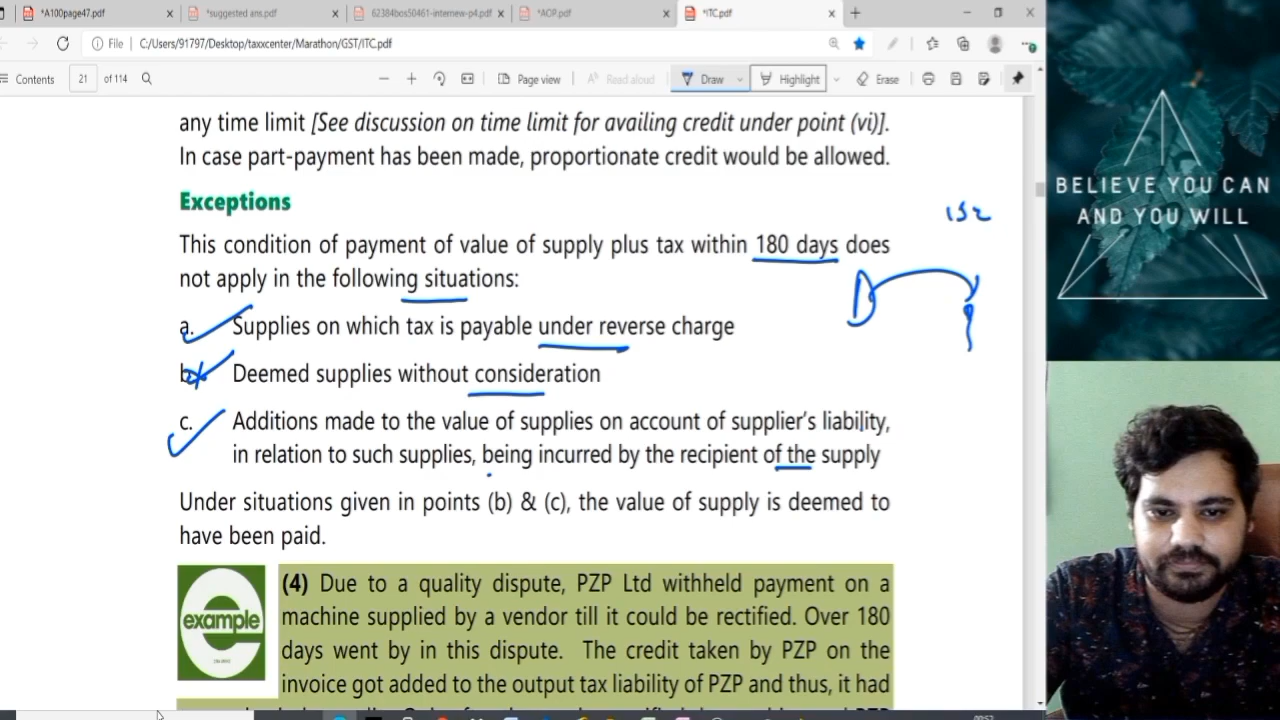 *A100page47.pdf
*suggested ans.pdf
62384bos50461-internew-p4.pdf
*AOP.pdf
*ITC.pdf
File
C:/Users/91797/Desktop/taxxcenter/Marathon/GST/ITC.pdf
Contents
21
of 114
Page view
Read aloud
Draw
Highlight
Erase
any time limit [See discussion on time limit for availing credit under point (vi)].
In case part-payment has been made, proportionate credit would be allowed.
Exceptions
This condition of payment of value of supply plus tax within 180 days does
not apply in the following situations:
a. Supplies on which tax is payable under reverse charge
b. Deemed supplies without consideration
c. Additions made to the value of supplies on account of supplier's liability,
in relation to such supplies, being incurred by the recipient of the supply
Under situations given in points (b) & (c), the value of supply is deemed to
have been paid.
example
(4) Due to a quality dispute, PZP Ltd withheld payment on a
machine supplied by a vendor till it could be rectified. Over 180
days went by in this dispute. The credit taken by PZP on the
invoice got added to the output tax liability of PZP and thus, it had
BELIEVE YOU CAN
AND YOU WILL